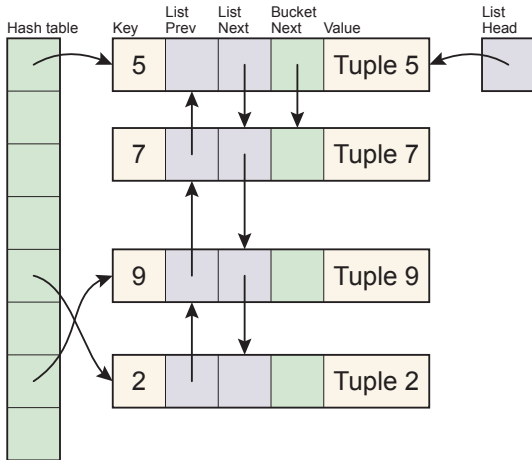 Hash table
Key
List Prev
List Next
Bucket Next
Value
List Head
5
Tuple 5
7
Tuple 7
9
Tuple 9
2
Tuple 2